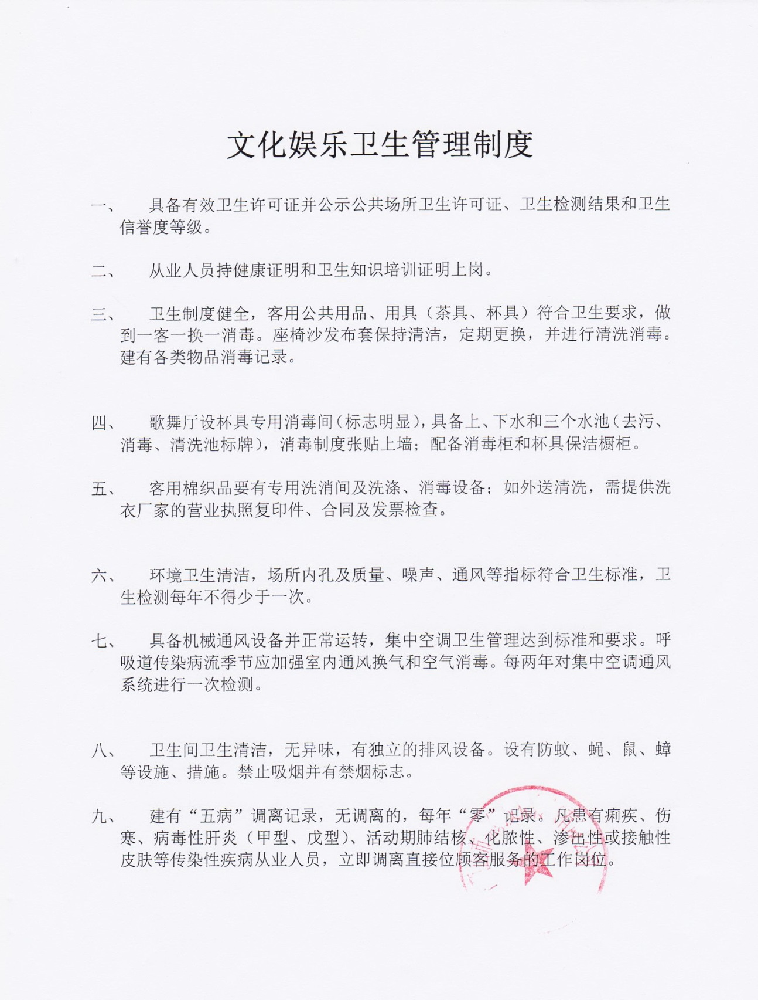 文化娱乐卫生管理制度
一、 具备有效卫生许可证并公示公共场所卫生许可证、卫生检测结果和卫生
信誉度等级。
二、 从业人员持健康证明和卫生知识培训证明上岗。
三、 卫生制度健全，客用公共用品、用具（茶具、杯具）符合卫生要求，做
到一客一换一消毒。座椅沙发布套保持清洁，定期更换，并进行清洗消毒。
建有各类物品消毒记录。
四、 歌舞厅设杯具专用消毒间（标志明显），具备上、下水和三个水池（去污、
消毒、清洗池标牌），消毒制度张贴上墙；配备消毒柜和杯具保洁橱柜。
五、 客用棉织品要有专用洗消间及洗涤、消毒设备；如外送清洗，需提供洗
衣厂家的营业执照复印件、合同及发票检查。
六、 环境卫生清洁，场所内孔及质量、噪声、通风等指标符合卫生标准，卫
生检测每年不得少于一次。
七、 具备机械通风设备并正常运转，集中空调卫生管理达到标准和要求。呼
吸道传染病流季节应加强室内通风换气和空气消毒。每两年对集中空调通风
系统进行一次检测。
八、 卫生间卫生清洁，无异味，有独立的排风设备。设有防蚊、蝇、鼠、蟑
等设施、措施。禁止吸烟并有禁烟标志。
九、 建有“五病”调离记录，无调离的，每年“零”记录。凡患有痢疾、伤
寒、病毒性肝炎（甲型、戊型）、活动期肺结核、化脓性、渗出性或接触性
皮肤等传染性疾病从业人员，立即调离直接位顾客服务的工作岗位。